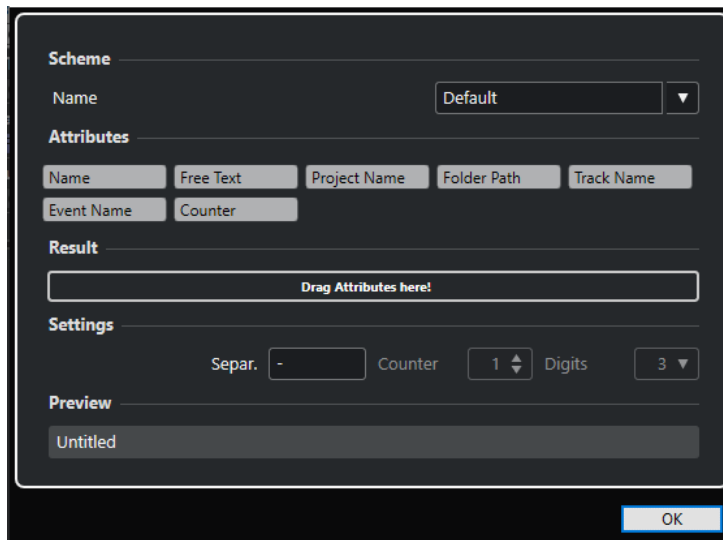 Scheme
Name Default
Attributes
Name Free Text Project Name Folder Path Track Name
Event Name Counter
Result
Drag Attributes here!
Settings
Separ. - Counter 1 Digits 3
Preview
Untitled
OK